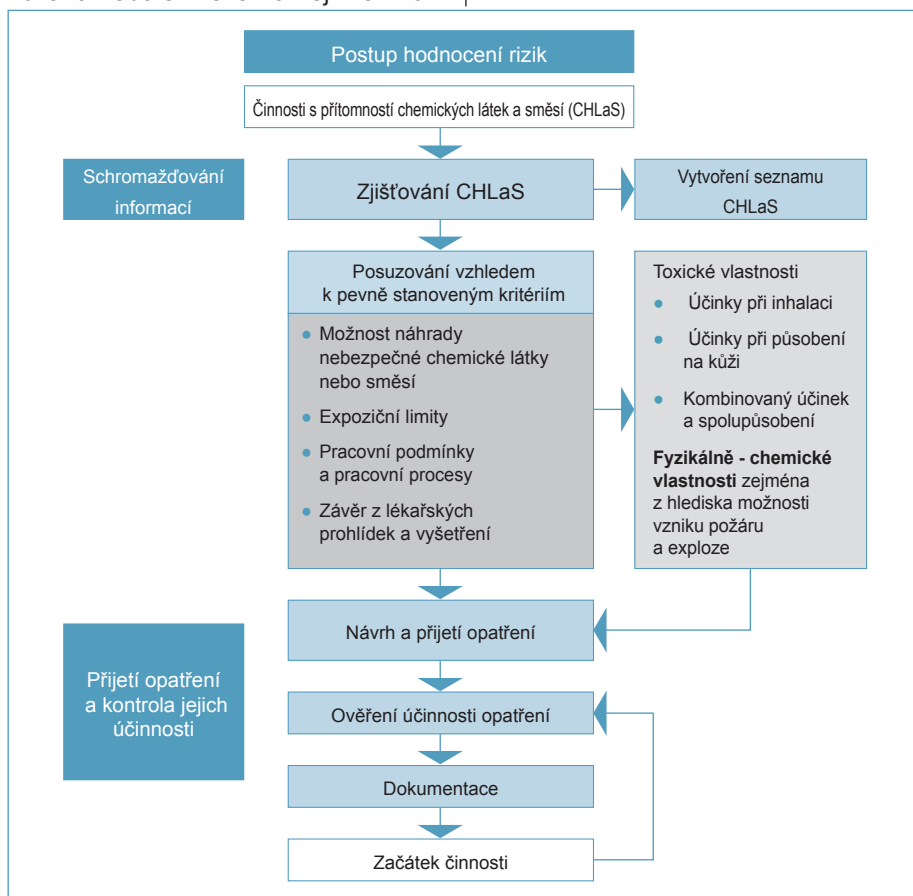 Postup hodnocení rizik
Činnosti s přítomností chemických látek a směsí (CHLaS)
Schromažďování
informací
Zjišťování CHLaS
Vytvoření seznamu
CHLaS
Posuzování vzhledem
k pevně stanoveným kritériím
● Možnost náhrady
nebezpečné chemické látky
nebo směsí
● Expoziční limity
● Pracovní podmínky
a pracovní procesy
● Závěr z lékařských
prohlídek a vyšetření
Toxické vlastnosti
● Účinky při inhalaci
● Účinky při působení
na kůži
● Kombinovaný účinek
a spolupůsobení
Fyzikálně - chemické
vlastnosti zejména
z hlediska možnosti
vzniku požáru
a exploze
Návrh a přijetí opatření
Přijetí opatření
a kontrola jejich
účinnosti
Ověření účinnosti opatření
Dokumentace
Začátek činnosti